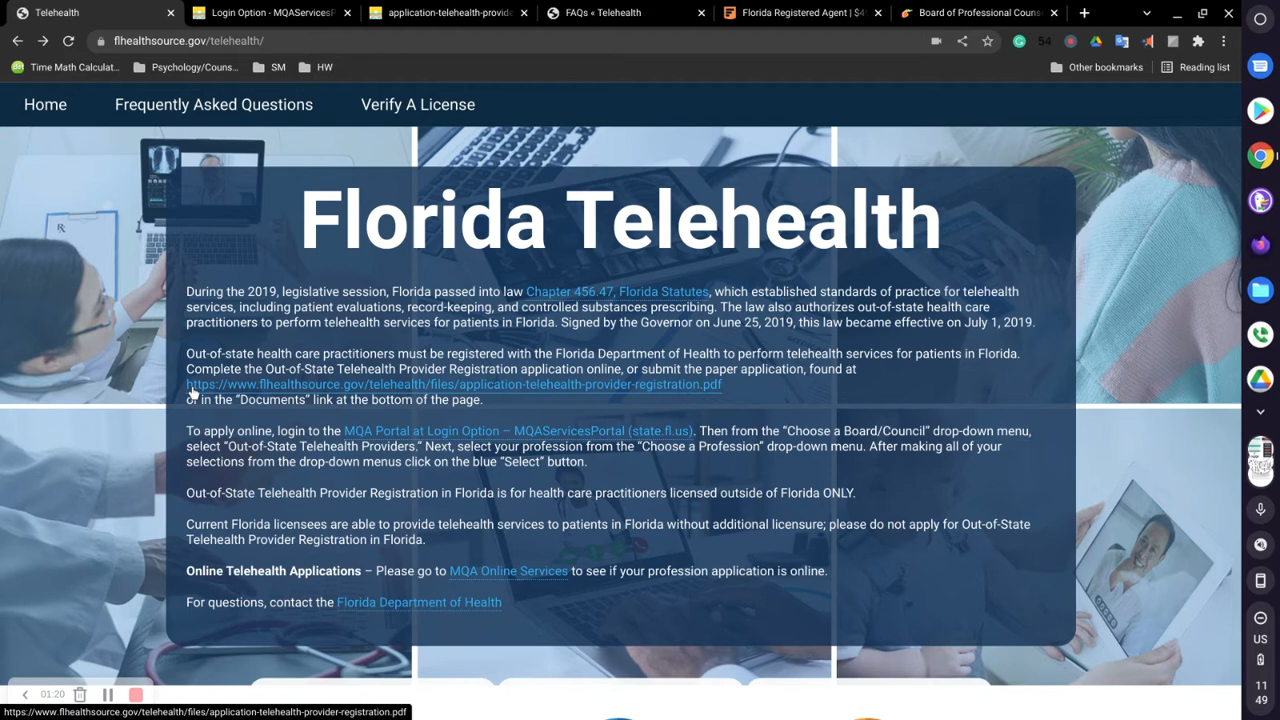 Telehealth
Login Option - MQAServicesP
application-telehealth-provide
FAQs « Telehealth
Florida Registered Agent | $4
Board of Professional Couns
flhealthsource.gov/telehealth/
54
Time Math Calculat...
Psychology/Couns...
SM
HW
Other bookmarks
Reading list
Home
Frequently Asked Questions
Verify A License
Florida Telehealth
During the 2019, legislative session, Florida passed into law Chapter 456.47, Florida Statutes, which established standards of practice for telehealth
services, including patient evaluations, record-keeping, and controlled substances prescribing. The law also authorizes out-of-state health care
practitioners to perform telehealth services for patients in Florida. Signed by the Governor on June 25, 2019, this law became effective on July 1, 2019.
Out-of-state health care practitioners must be registered with the Florida Department of Health to perform telehealth services for patients in Florida.
Complete the Out-of-State Telehealth Provider Registration application online, or submit the paper application, found at
https://www.flhealthsource.gov/telehealth/files/application-telehealth-provider-registration.pdf
or in the “Documents” link at the bottom of the page.
To apply online, login to the MQA Portal at Login Option – MQAServicesPortal (state.fl.us). Then from the “Choose a Board/Council” drop-down menu,
select “Out-of-State Telehealth Providers.” Next, select your profession from the “Choose a Profession” drop-down menu. After making all of your
selections from the drop-down menus click on the blue “Select” button.
Out-of-State Telehealth Provider Registration in Florida is for health care practitioners licensed outside of Florida ONLY.
Current Florida licensees are able to provide telehealth services to patients in Florida without additional licensure; please do not apply for Out-of-State
Telehealth Provider Registration in Florida.
Online Telehealth Applications – Please go to MQA Online Services to see if your profession application is online.
For questions, contact the Florida Department of Health
01:20
https://www.flhealthsource.gov/telehealth/files/application-telehealth-provider-registration.pdf
US
11
49